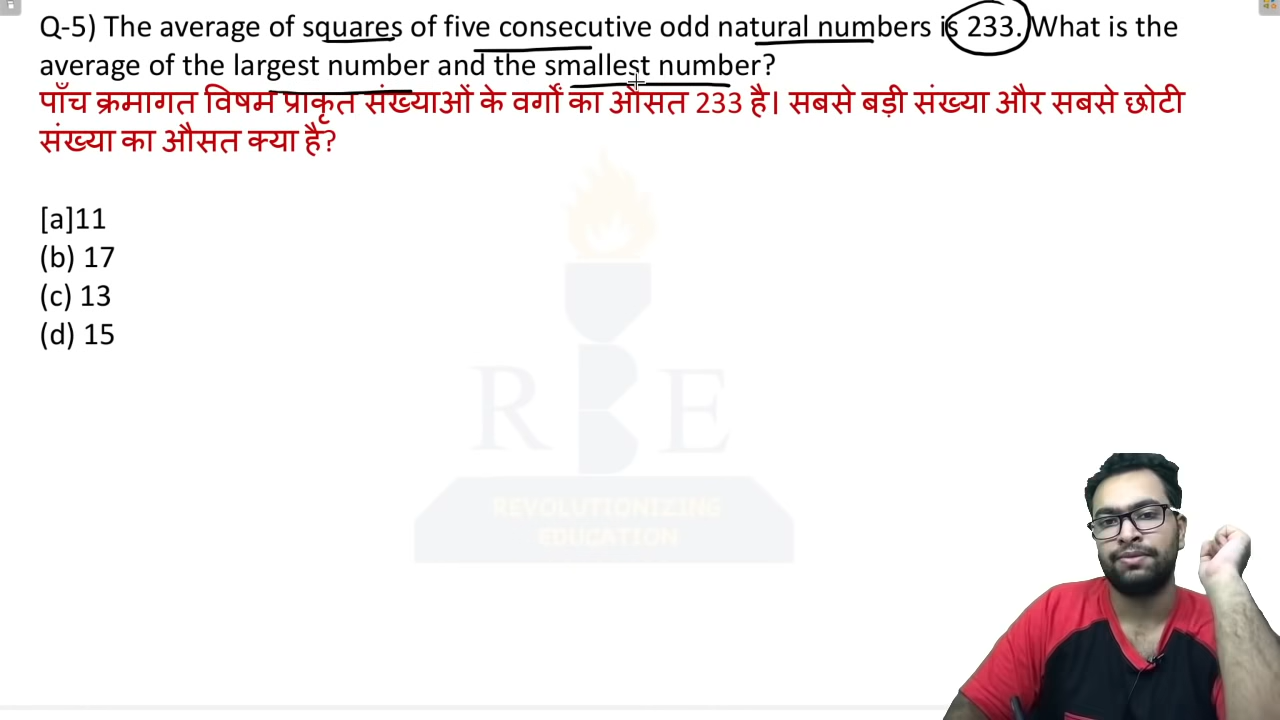 Q-5) The average of squares of five consecutive odd natural numbers is 233. What is the
average of the largest number and the smallest number?
पाँच क्रमागत विषम प्राकृत संख्याओं के वर्गों का औसत 233 है। सबसे बड़ी संख्या और सबसे छोटी
संख्या का औसत क्या है?
[a]11
(b) 17
(c) 13
(d) 15
R E
REVOLUTIONIZING
EDUCATION